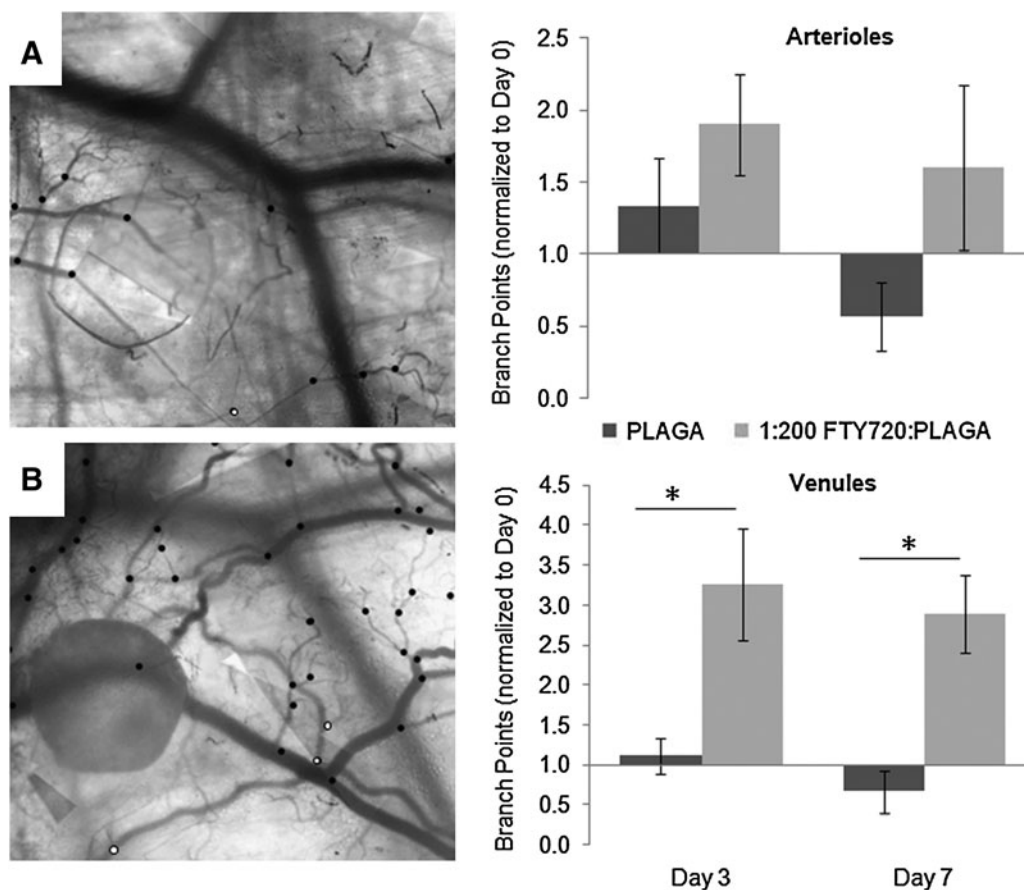 A
Arterioles
Branch Points (normalized to Day 0)
2.5
2.0
1.5
1.0
0.5
0.0
PLAGA
1:200 FTY720:PLAGA
B
Venules
Branch Points (normalized to Day 0)
4.5
4.0
3.5
3.0
2.5
2.0
1.5
1.0
0.5
0.0
*
*
Day 3
Day 7